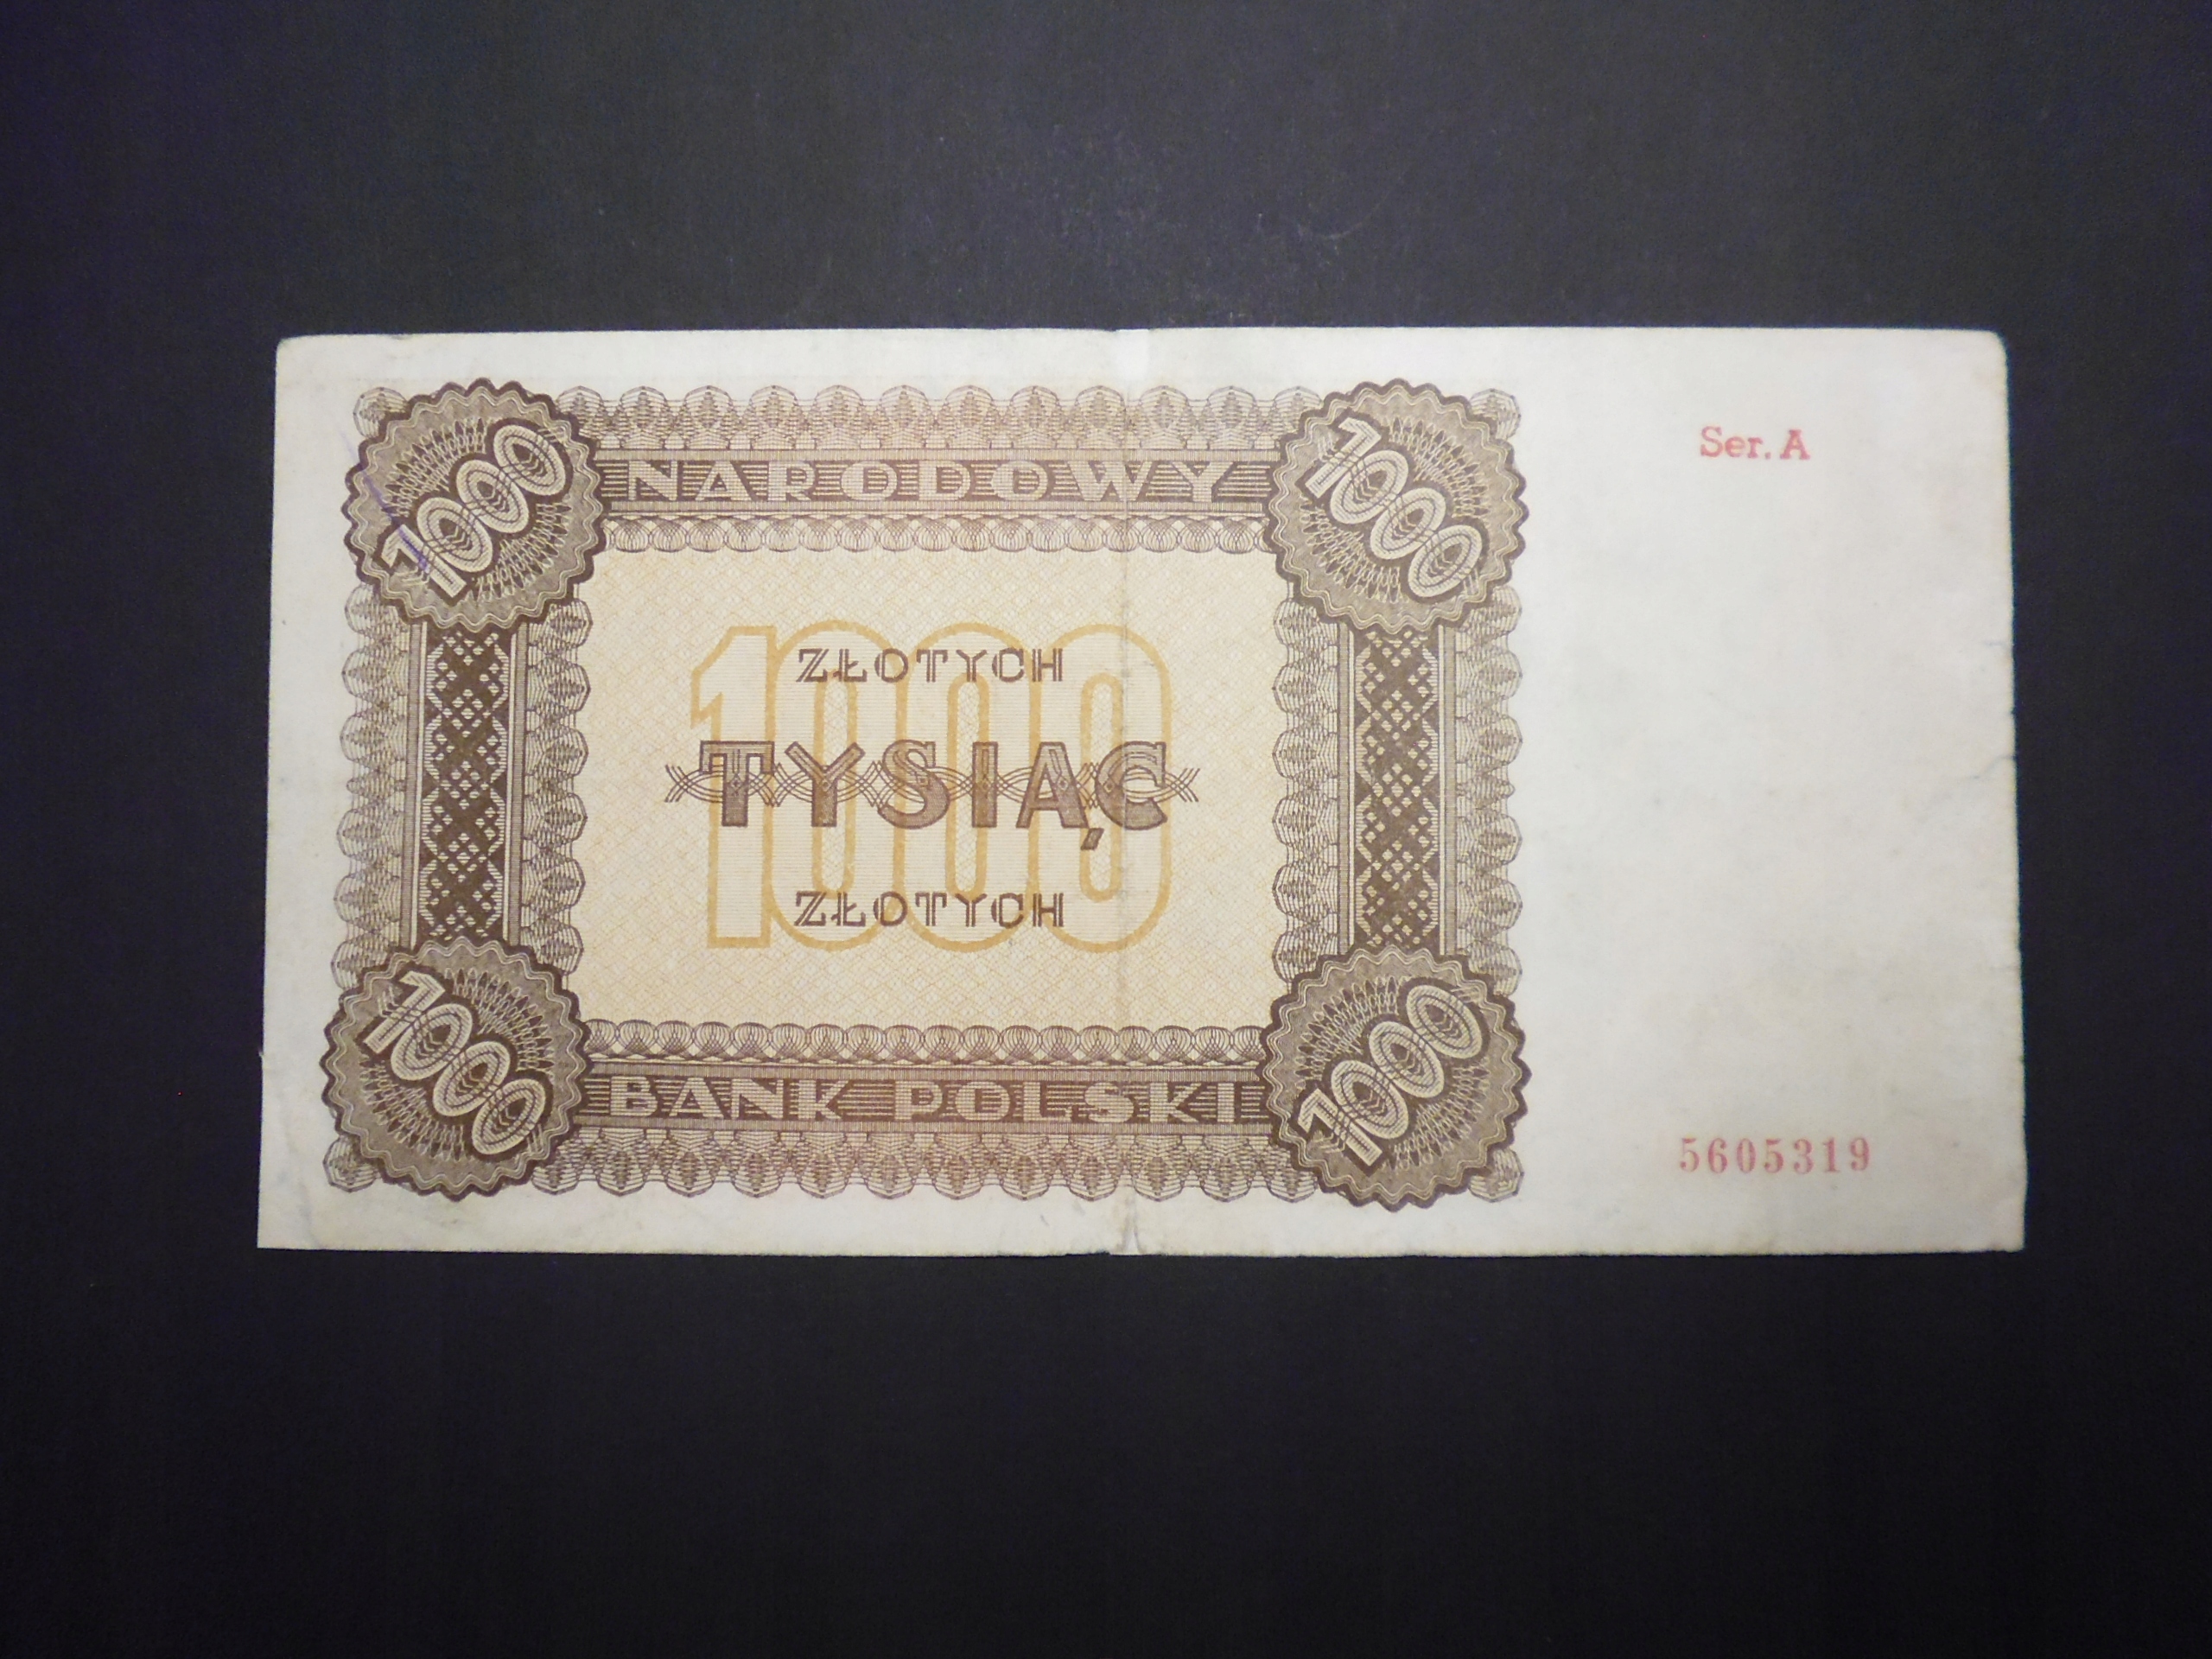 1000
NARODOWY
1000
Ser. A
1000
ZŁOTYCH
TYSIĄC
ZŁOTYCH
1000
BANK POLSKI
1000
5605319